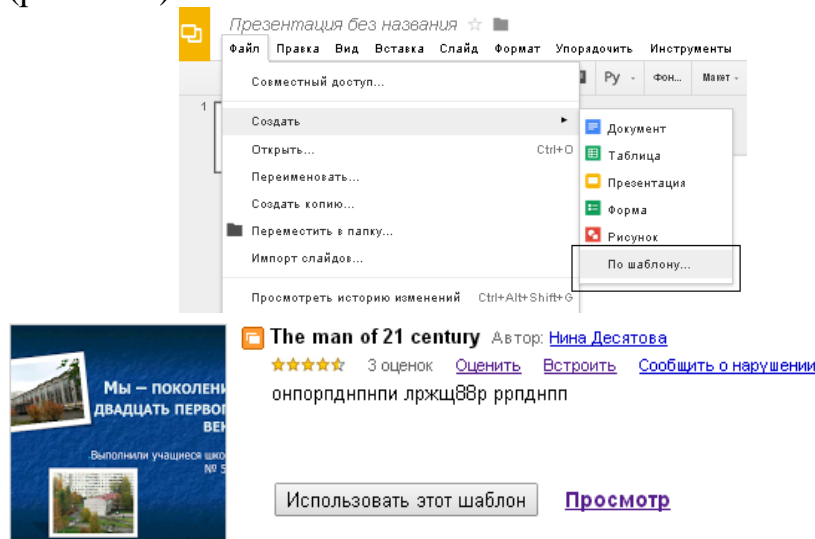 Презентация без названия
Файл Правка Вид Вставка Слайд Формат Упорядочить Инструменты
Совместный доступ...
Ру Фон... Макет
1
Создать
Документ
Открыть... Ctrl+O
Таблица
Переименовать...
Презентация
Создать копию...
Форма
Переместить в папку...
Рисунок
Импорт слайдов...
По шаблону...
Просмотреть историю изменений Ctrl+Alt+Shift+G
The man of 21 century Автор: Нина Десятова
3 оценок Оценить Встроить Сообщить о нарушении
онпорпднпнпи лржщ88р ррпднпп
Мы – поколени
двадцать первог
век
Выполнили учащиеся шко
№ 5
Использовать этот шаблон Просмотр